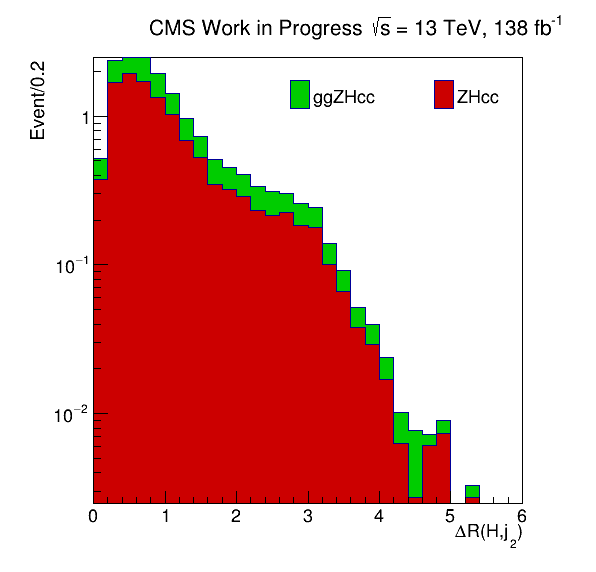 CMS Work in Progress √s = 13 TeV, 138 fb⁻¹
Event/0.2
ggZHcc ZHcc
1
10⁻¹
10⁻²
0 1 2 3 4 5 6
ΔR(H,j₂)